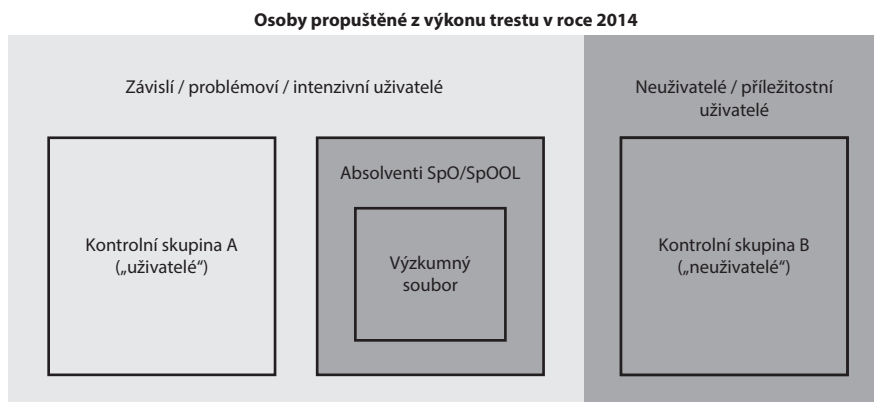 Osoby propuštěné z výkonu trestu v roce 2014
Závislí / problémoví / intenzivní uživatelé
Neuživatelé / příležitostní
uživatelé
Kontrolní skupina A
(„uživatelé“)
Absolventi SpO/SpOOL
Výzkumný
soubor
Kontrolní skupina B
(„neuživatelé“)